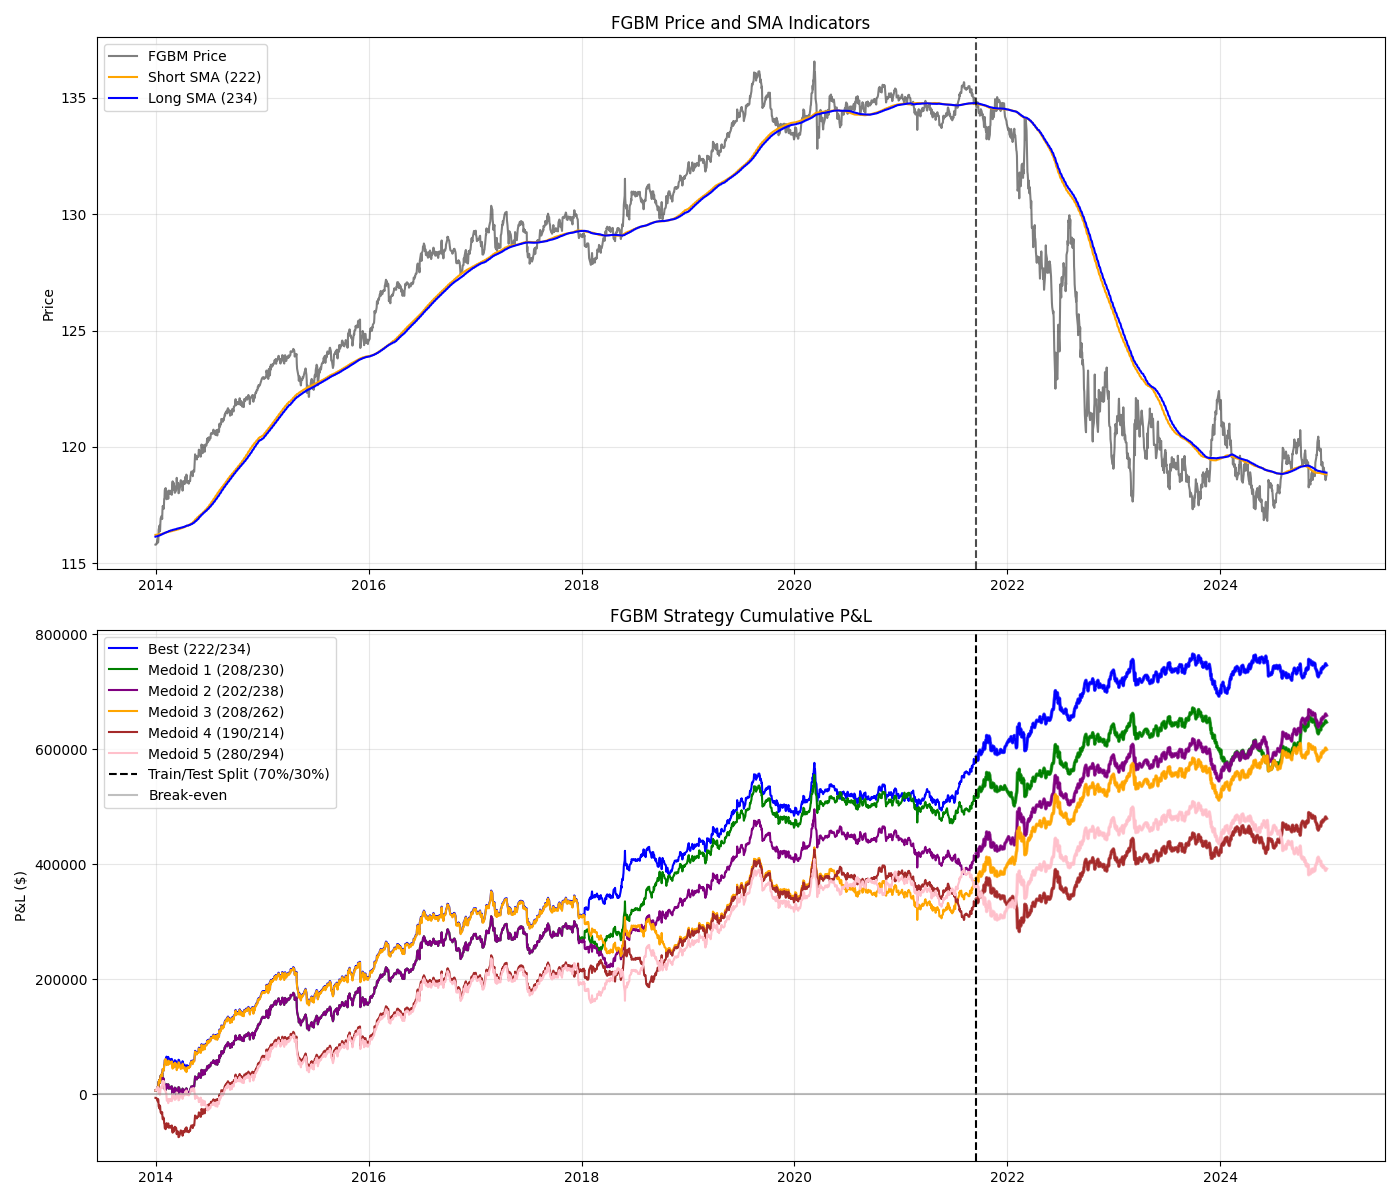 FGBM Price and SMA Indicators
FGBM Price
Short SMA (222)
Long SMA (234)
Price
135
130
125
120
115
2014
2016
2018
2020
2022
2024
FGBM Strategy Cumulative P&L
Best (222/234)
Medoid 1 (208/230)
Medoid 2 (202/238)
Medoid 3 (208/262)
Medoid 4 (190/214)
Medoid 5 (280/294)
Train/Test Split (70%/30%)
Break-even
P&L ($)
800000
600000
400000
200000
0
2014
2016
2018
2020
2022
2024